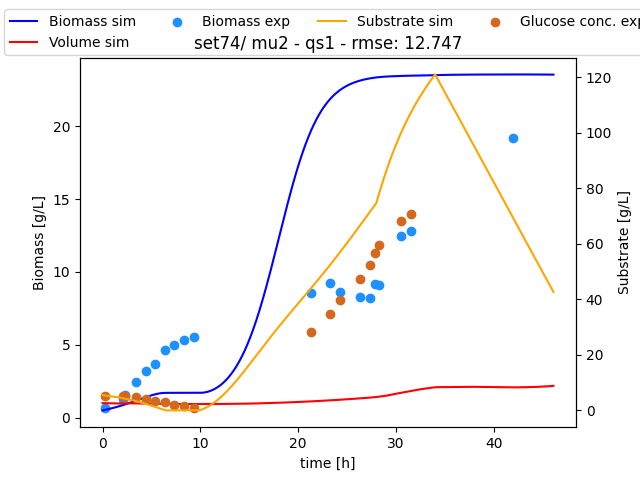 Biomass sim Biomass exp Substrate sim Glucose conc. exp
Volume sim
set74/ mu2 - qs1 - rmse: 12.747
Biomass [g/L]
0 5 10 15 20
Substrate [g/L]
0 20 40 60 80 100 120
0 10 20 30 40
time [h]